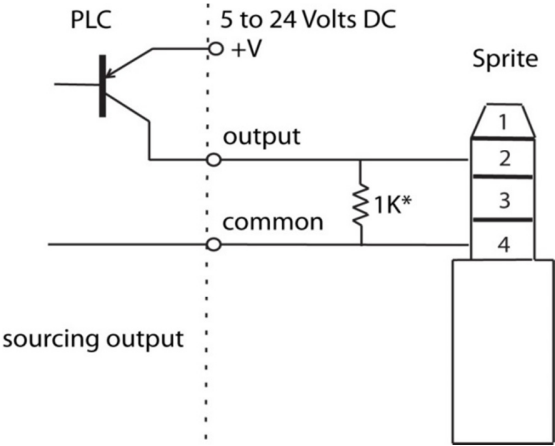 PLC
5 to 24 Volts DC
+V
Sprite
1
output
2
1K*
3
common
4
sourcing output